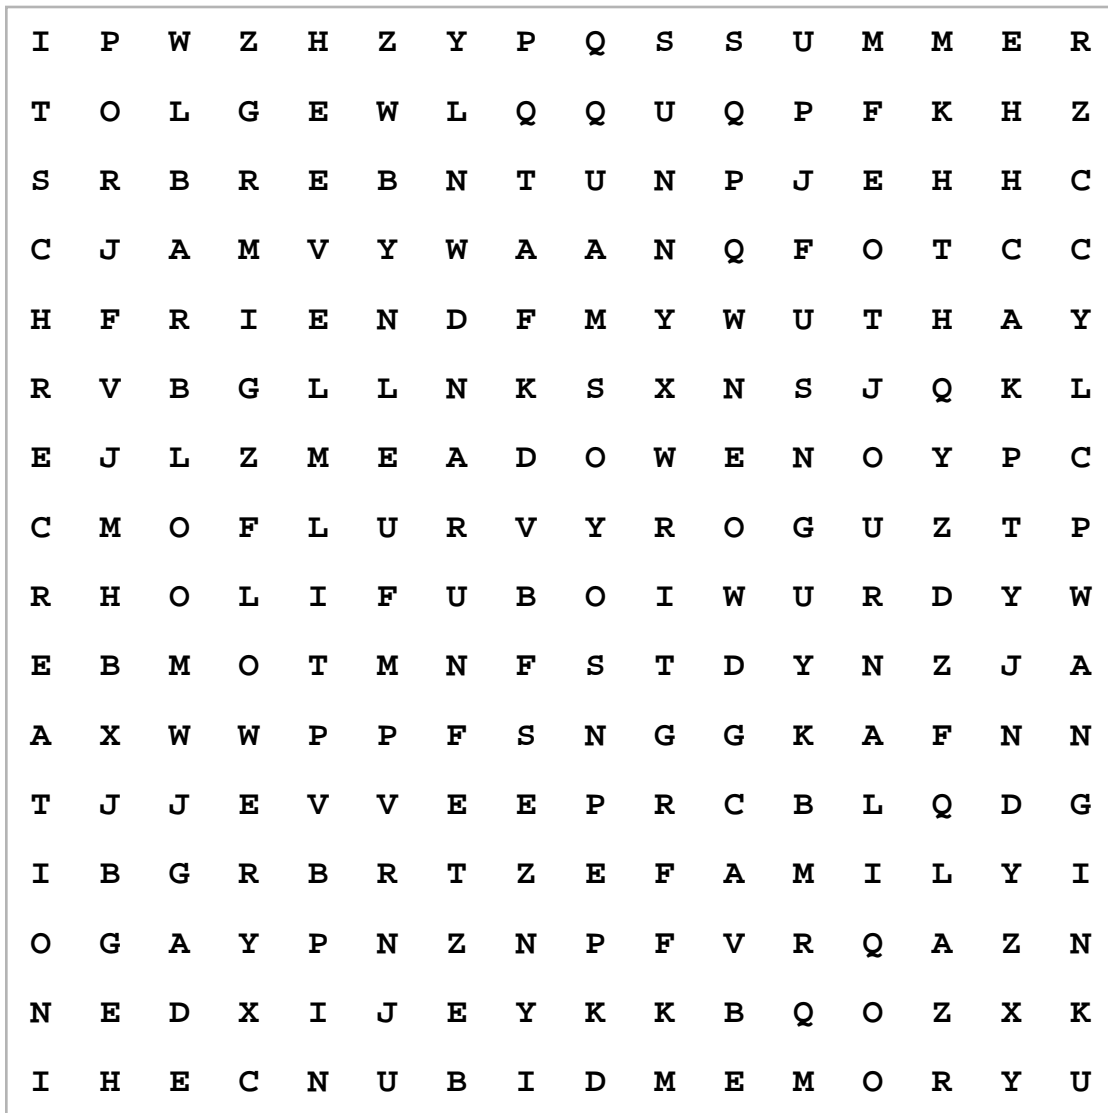 I P W Z H Z Y P Q S S U M M E R
T O L G E W L Q Q U Q P F K H Z
S R B R E B N T U N P J E H H C
C J A M V Y W A A N Q F O T C C
H F R I E N D F M Y W U T H A Y
R V B G L L N K S X N S J Q K L
E J L Z M E A D O W E N O Y P C
C M O F L U R V Y R O G U Z T P
R H O L I F U B O I W U R D Y W
E B M O T M N F S T D Y N Z J A
A X W W P P F S N G G K A F N N
T J J E V V E E P R C B L Q D G
I B G R B R T Z E F A M I L Y I
O G A Y P N Z N P F V R Q A Z N
N E D X I J E Y K K B Q O Z X K
I H E C N U B I D M E M O R Y U